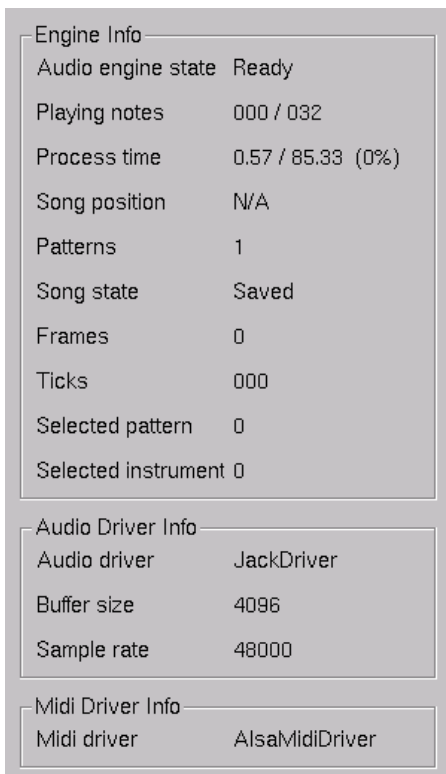 Engine Info
Audio engine state Ready
Playing notes 000 / 032
Process time 0.57 / 85.33 (0%)
Song position N/A
Patterns 1
Song state Saved
Frames 0
Ticks 000
Selected pattern 0
Selected instrument 0
Audio Driver Info
Audio driver JackDriver
Buffer size 4096
Sample rate 48000
Midi Driver Info
Midi driver AlsaMidiDriver